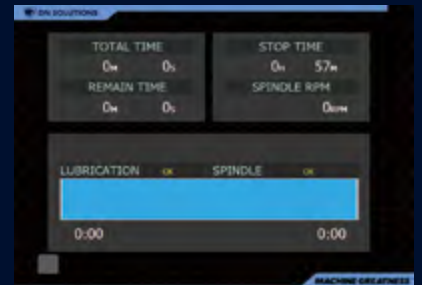 DN SOLUTIONS
TOTAL TIME
0M 0S
STOP TIME
0H 57M
REMAIN TIME
0M 0S
SPINDLE RPM
0RPM
LUBRICATION OK
SPINDLE OK
0:00 0:00
MACHINE GREATNESS